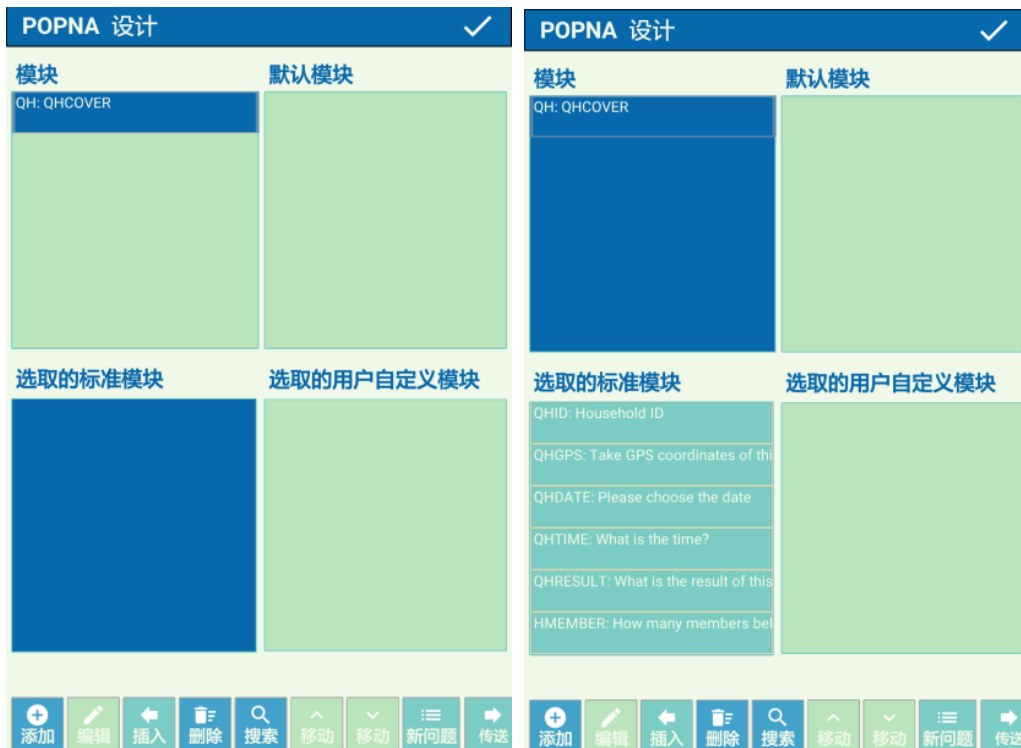 POPNA 设计
模块
默认模块
QH: QHCOVER
选取的标准模块
选取的用户自定义模块
添加
编辑
插入
删除
搜索
移动
移动
新问题
传送
POPNA 设计
模块
默认模块
QH: QHCOVER
选取的标准模块
选取的用户自定义模块
QHID: Household ID
QHGPS: Take GPS coordinates of thi
QHDATE: Please choose the date
QHTIME: What is the time?
QHRESULT: What is the result of this
HMEMBER: How many members bel
添加
编辑
插入
删除
搜索
移动
移动
新问题
传送